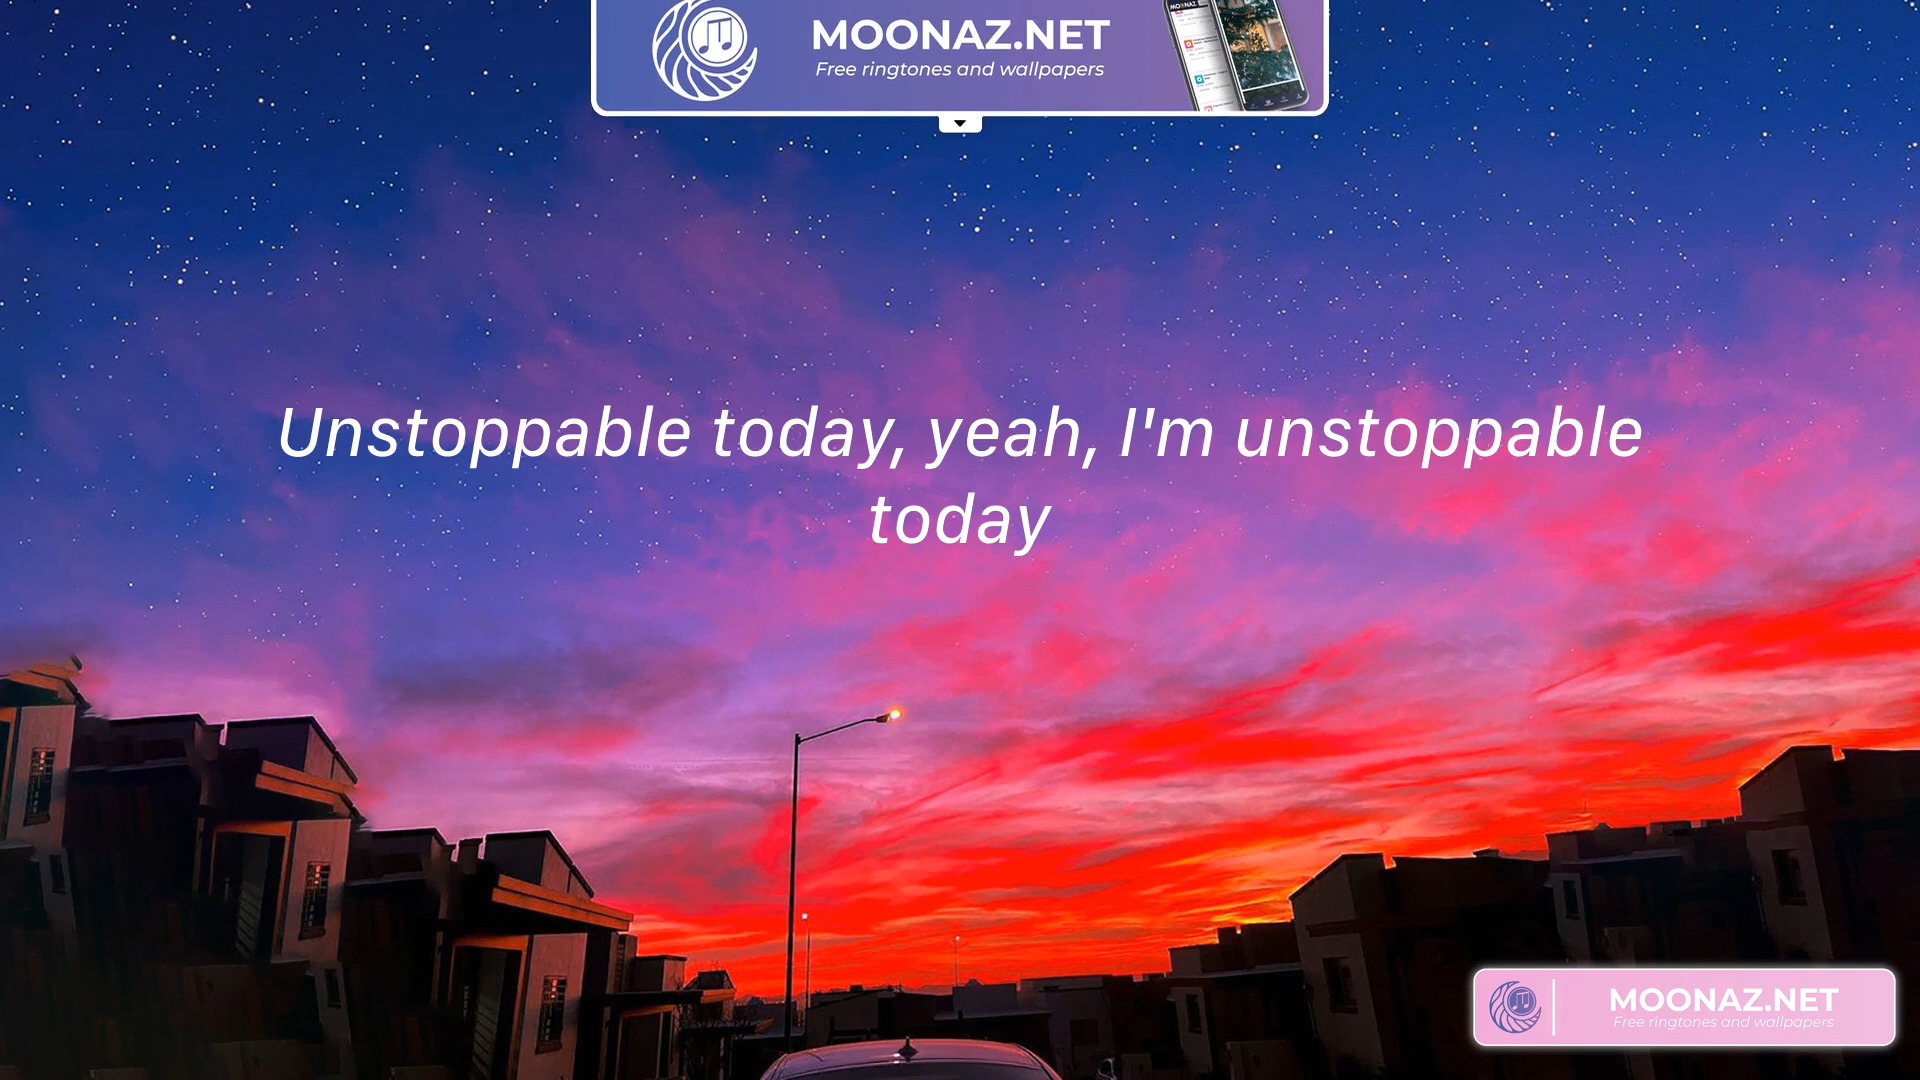 MOONAZ.NET
Free ringtones and wallpapers
Unstoppable today, yeah, I'm unstoppable
today
MOONAZ.NET
Free ringtones and wallpapers